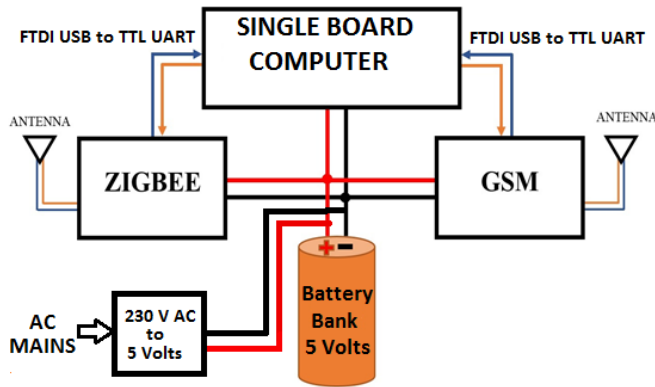 FTDI USB to TTL UART
SINGLE BOARD
COMPUTER
FTDI USB to TTL UART
ANTENNA
ZIGBEE
GSM
ANTENNA
+ -
Battery
Bank
5 Volts
AC
MAINS
230 V AC
to
5 Volts